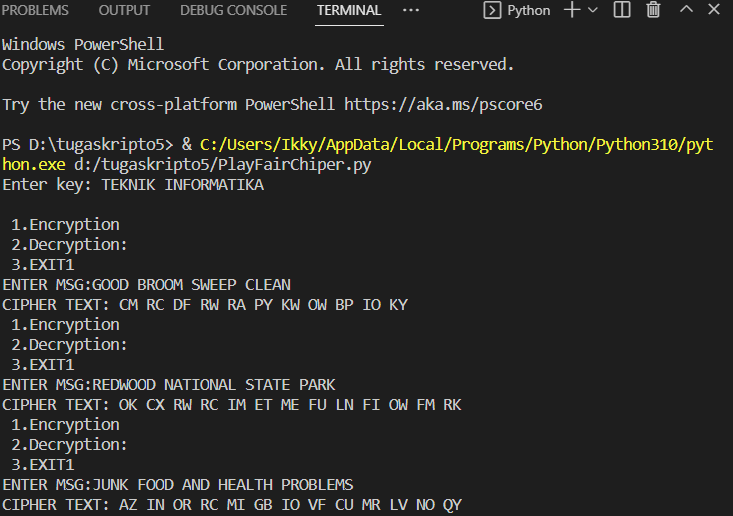 PROBLEMS OUTPUT DEBUG CONSOLE TERMINAL ··· Python
Windows PowerShell
Copyright (C) Microsoft Corporation. All rights reserved.
Try the new cross-platform PowerShell https://aka.ms/pscore6
PS D:\tugaskripto5> & C:/Users/Ikky/AppData/Local/Programs/Python/Python310/pyt
hon.exe d:/tugaskripto5/PlayFairChiper.py
Enter key: TEKNIK INFORMATIKA
1.Encryption
2.Decryption:
3.EXIT1
ENTER MSG:GOOD BROOM SWEEP CLEAN
CIPHER TEXT: CM RC DF RW RA PY KW OW BP IO KY
1.Encryption
2.Decryption:
3.EXIT1
ENTER MSG:REDWOOD NATIONAL STATE PARK
CIPHER TEXT: OK CX RW RC IM ET ME FU LN FI OW FM RK
1.Encryption
2.Decryption:
3.EXIT1
ENTER MSG:JUNK FOOD AND HEALTH PROBLEMS
CIPHER TEXT: AZ IN OR RC MI GB IO VF CU MR LV NO QY